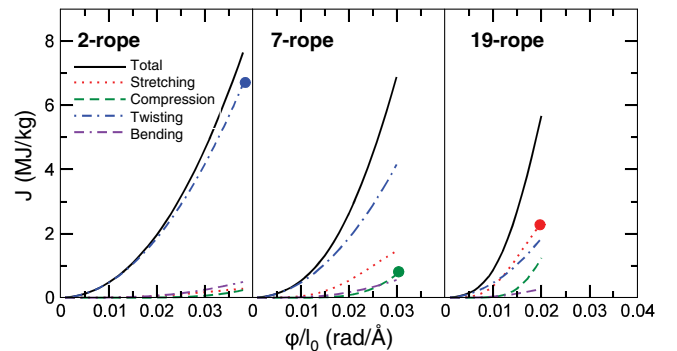 8
6
4
2
0
J (MJ/kg)
2-rope
7-rope
19-rope
Total
Stretching
Compression
Twisting
Bending
0 0.01 0.02 0.03 0 0.01 0.02 0.03 0 0.01 0.02 0.03 0.04
φ/l₀ (rad/Å)